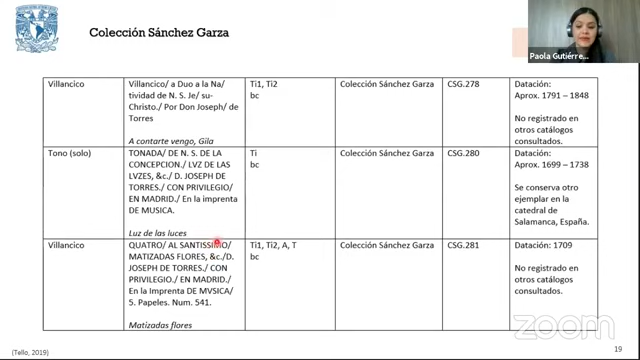 Colección Sánchez Garza
Paola Gutiérre...
Villancico
Villancico/ a Duo a la Na/
tividad de N. S. Je/ su-
Christo./ Por Don Joseph/ de
Torres
A contarte vengo, Gila
Ti1, Ti2
bc
Colección Sánchez Garza
CSG.278
Datación:
Aprox. 1791 – 1848
No registrado en
otros catálogos
consultados.
Tono (solo)
TONADA/ DE N. S. DE LA
CONCEPCION./ LVZ DE LAS
LVZES, &c./ D. JOSEPH DE
TORRES./ CON PRIVILEGIO/
EN MADRID./ En la imprenta
DE MUSICA.
Luz de las luces
Ti
bc
Colección Sánchez Garza
CSG.280
Datación:
Aprox. 1699 – 1738
Se conserva otro
ejemplar en la
catedral de
Salamanca, España.
Villancico
QUATRO/ AL SANTISSIMO/
MATIZADAS FLORES, &c./D.
JOSEPH DE TORRES./ CON
PRIVILEGIO./ EN MADRID./
En la Imprenta DE MVSICA/
5. Papeles. Num. 541.
Matizadas flores
Ti1, Ti2, A, T
bc
Colección Sánchez Garza
CSG.281
Datación: 1709
No registrado en
otros catálogos
consultados.
zoom
(Tello, 2019)
19